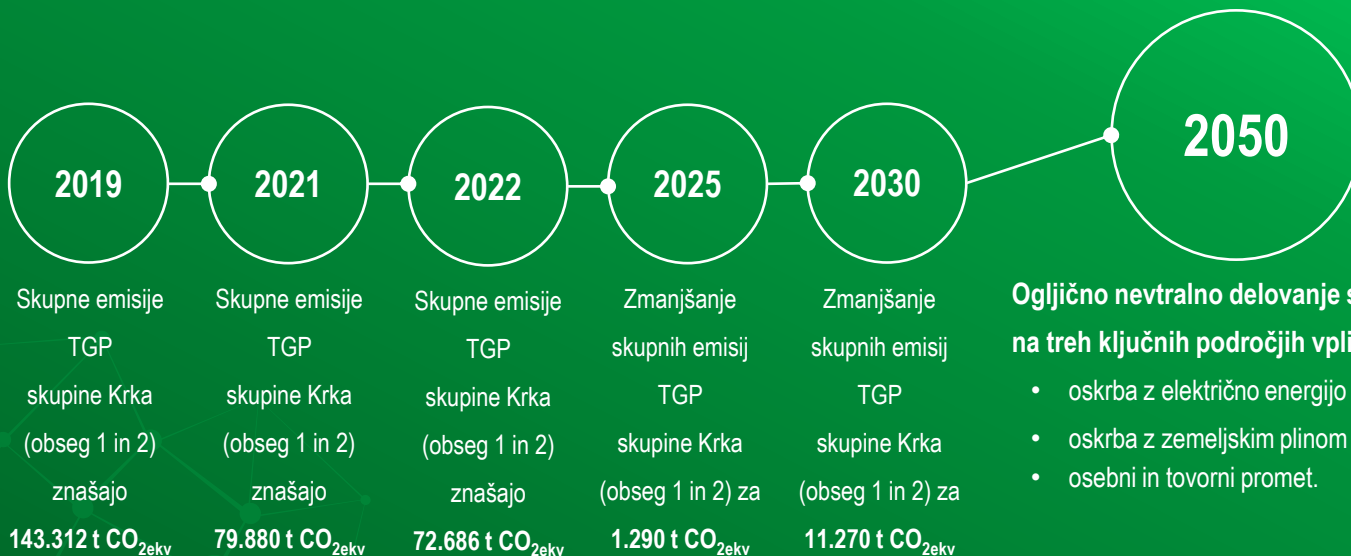 2019
Skupne emisije
TGP
skupine Krka
(obseg 1 in 2)
znašajo
143.312 t CO2ekv
2021
Skupne emisije
TGP
skupine Krka
(obseg 1 in 2)
znašajo
79.880 t CO2ekv
2022
Skupne emisije
TGP
skupine Krka
(obseg 1 in 2)
znašajo
72.686 t CO2ekv
2025
Zmanjšanje
skupnih emisij
TGP
skupine Krka
(obseg 1 in 2) za
1.290 t CO2ekv
2030
Zmanjšanje
skupnih emisij
TGP
skupine Krka
(obseg 1 in 2) za
11.270 t CO2ekv
2050
Ogljično nevtralno delovanje
na treh ključnih področjih
• oskrba z električno energijo
• oskrba z zemeljskim plinom
• osebni in tovorni promet.